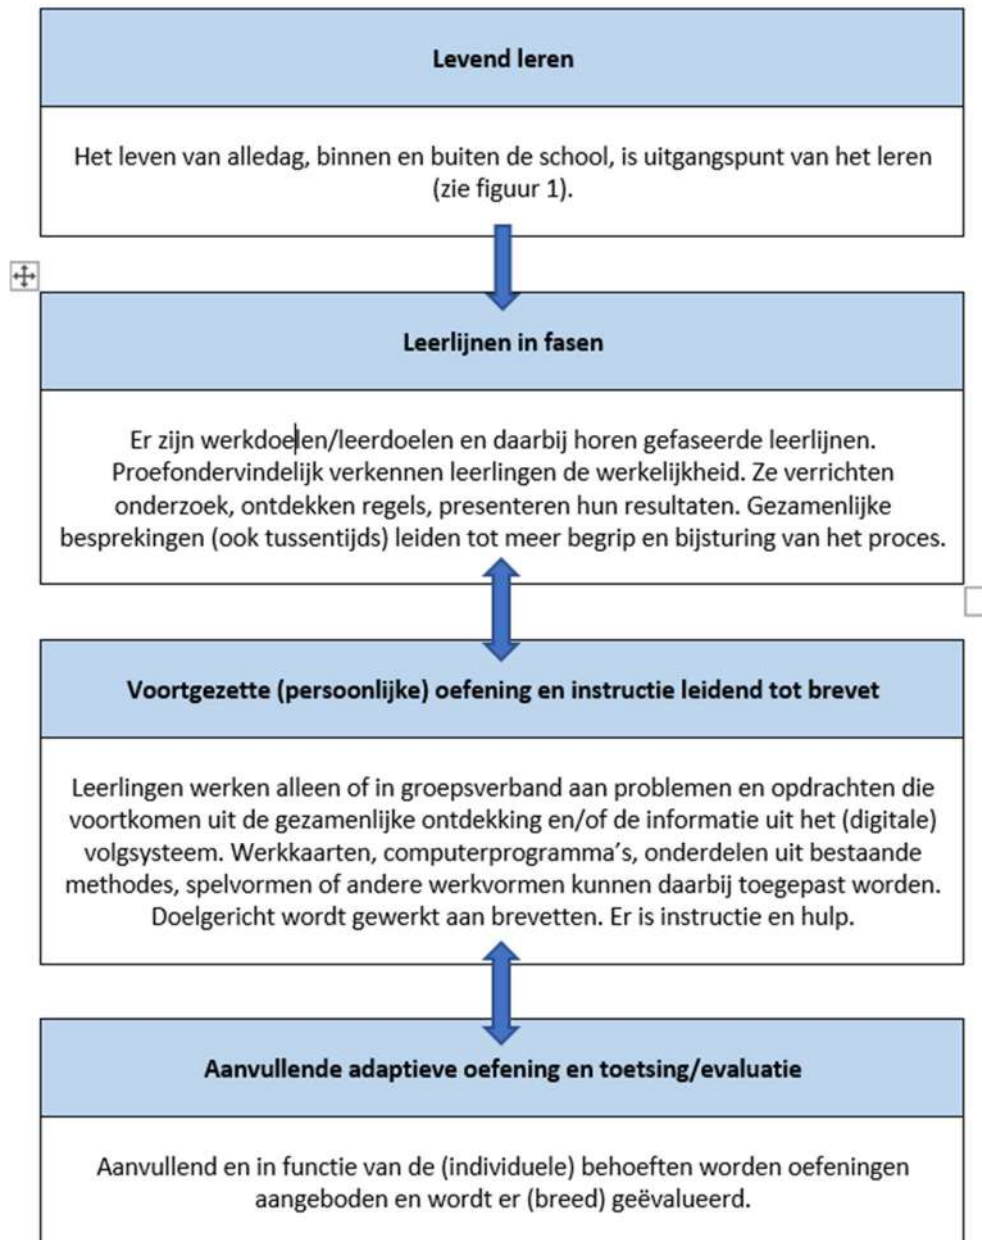 Levend leren
Het leven van alledag, binnen en buiten de school, is uitgangspunt van het leren
(zie figuur 1).
Leerlijnen in fasen
Er zijn werkdoelen/leerdoelen en daarbij horen gefaseerde leerlijnen.
Proefondervindelijk verkennen leerlingen de werkelijkheid. Ze verrichten
onderzoek, ontdekken regels, presenteren hun resultaten. Gezamenlijke
besprekingen (ook tussentijds) leiden tot meer begrip en bijsturing van het proces.
Voortgezette (persoonlijke) oefening en instructie leidend tot brevet
Leerlingen werken alleen of in groepsverband aan problemen en opdrachten die
voortkomen uit de gezamenlijke ontdekking en/of de informatie uit het (digitale)
volgsysteem. Werkkaarten, computerprogramma's, onderdelen uit bestaande
methodes, spelvormen of andere werkvormen kunnen daarbij toegepast worden.
Doelgericht wordt gewerkt aan brevetten. Er is instructie en hulp.
Aanvullende adaptieve oefening en toetsing/evaluatie
Aanvullend en in functie van de (individuele) behoeften worden oefeningen
aangeboden en wordt er (breed) geëvalueerd.